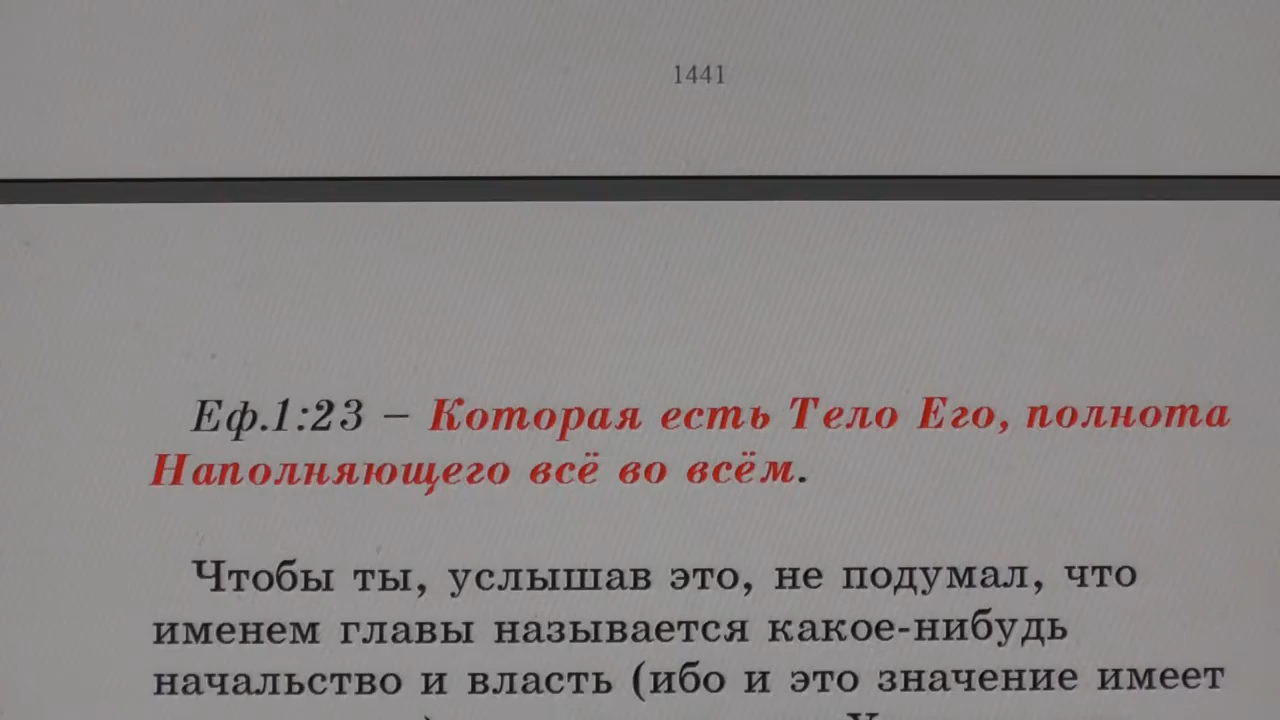 1441
Еф.1:23 – Которая есть Тело Его, полнота
Наполняющего всё во всём.
Чтобы ты, услышав это, не подумал, что
именем главы называется какое-нибудь
начальство и власть (ибо и это значение имеет